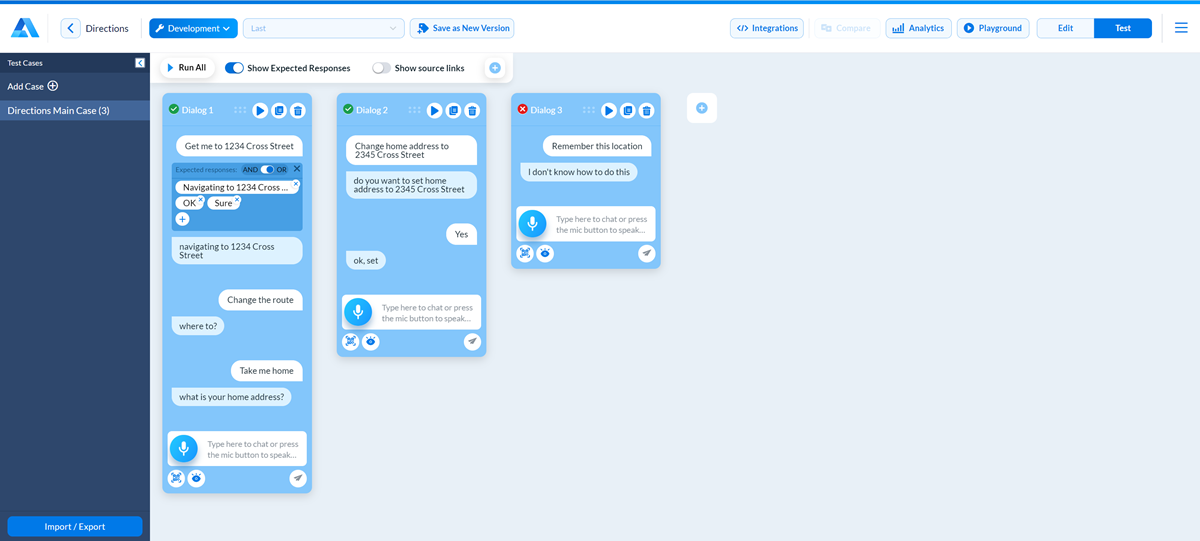 Directions
Development
Last
Save as New Version
Integrations
Compare
Analytics
Playground
Edit
Test
Test Cases
Add Case
Directions Main Case (3)
Import / Export
Run All
Show Expected Responses
Show source links
Dialog 1
Get me to 1234 Cross Street
Expected responses: AND OR
Navigating to 1234 Cross ...
OK
Sure
navigating to 1234 Cross
Street
Change the route
where to?
Take me home
what is your home address?
Type here to chat or press
the mic button to speak...
Dialog 2
Change home address to
2345 Cross Street
do you want to set home
address to 2345 Cross Street
Yes
ok, set
Type here to chat or press
the mic button to speak...
Dialog 3
Remember this location
I don't know how to do this
Type here to chat or press
the mic button to speak...